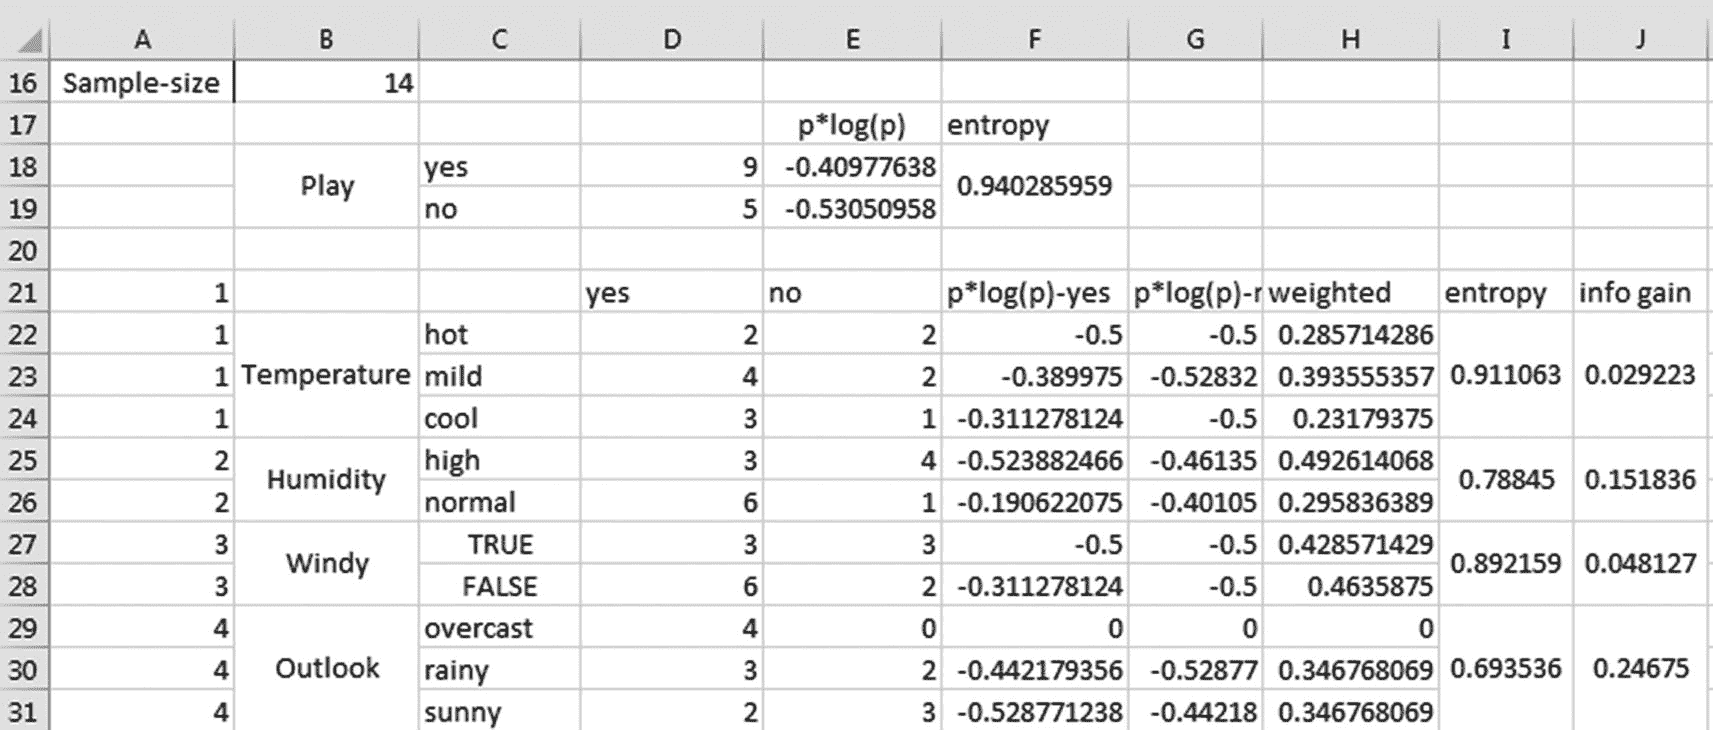 A B C D E F G H I J
16 Sample-size 14
17 p*log(p) entropy
18 yes 9 -0.40977638
Play 0.940285959
19 no 5 -0.53050958
20
21 1 yes no p*log(p)-yes p*log(p)-r weighted entropy info gain
22 1 hot 2 2 -0.5 -0.5 0.285714286
23 1 Temperature mild 4 2 -0.389975 -0.52832 0.393555357 0.911063 0.029223
24 1 cool 3 1 -0.311278124 -0.5 0.23179375
25 2 high 3 4 -0.523882466 -0.46135 0.492614068
Humidity 0.78845 0.151836
26 2 normal 6 1 -0.190622075 -0.40105 0.295836389
27 3 TRUE 3 3 -0.5 -0.5 0.428571429
Windy 0.892159 0.048127
28 3 FALSE 6 2 -0.311278124 -0.5 0.4635875
29 4 overcast 4 0 0 0 0
30 4 Outlook rainy 3 2 -0.442179356 -0.52877 0.346768069 0.693536 0.24675
31 4 sunny 2 3 -0.528771238 -0.44218 0.346768069